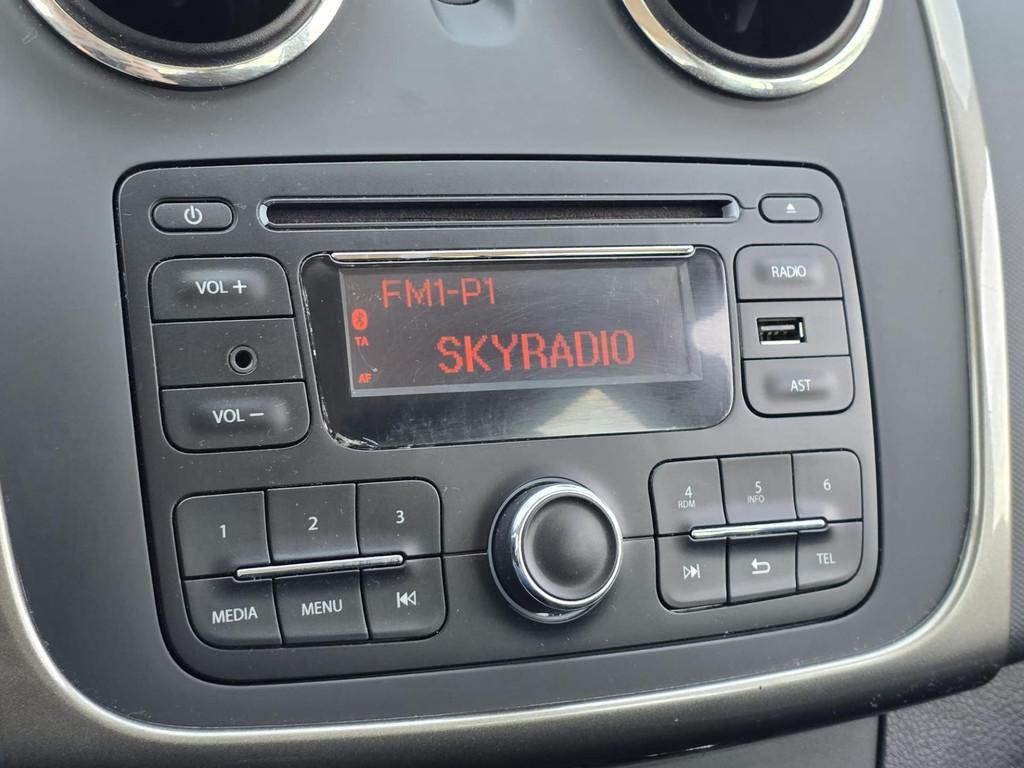 VOL +
VOL −
FM1-P1
TA
AF
SKYRADIO
RADIO
AST
1
2
3
MEDIA
MENU
4
RDM
5
INFO
6
TEL